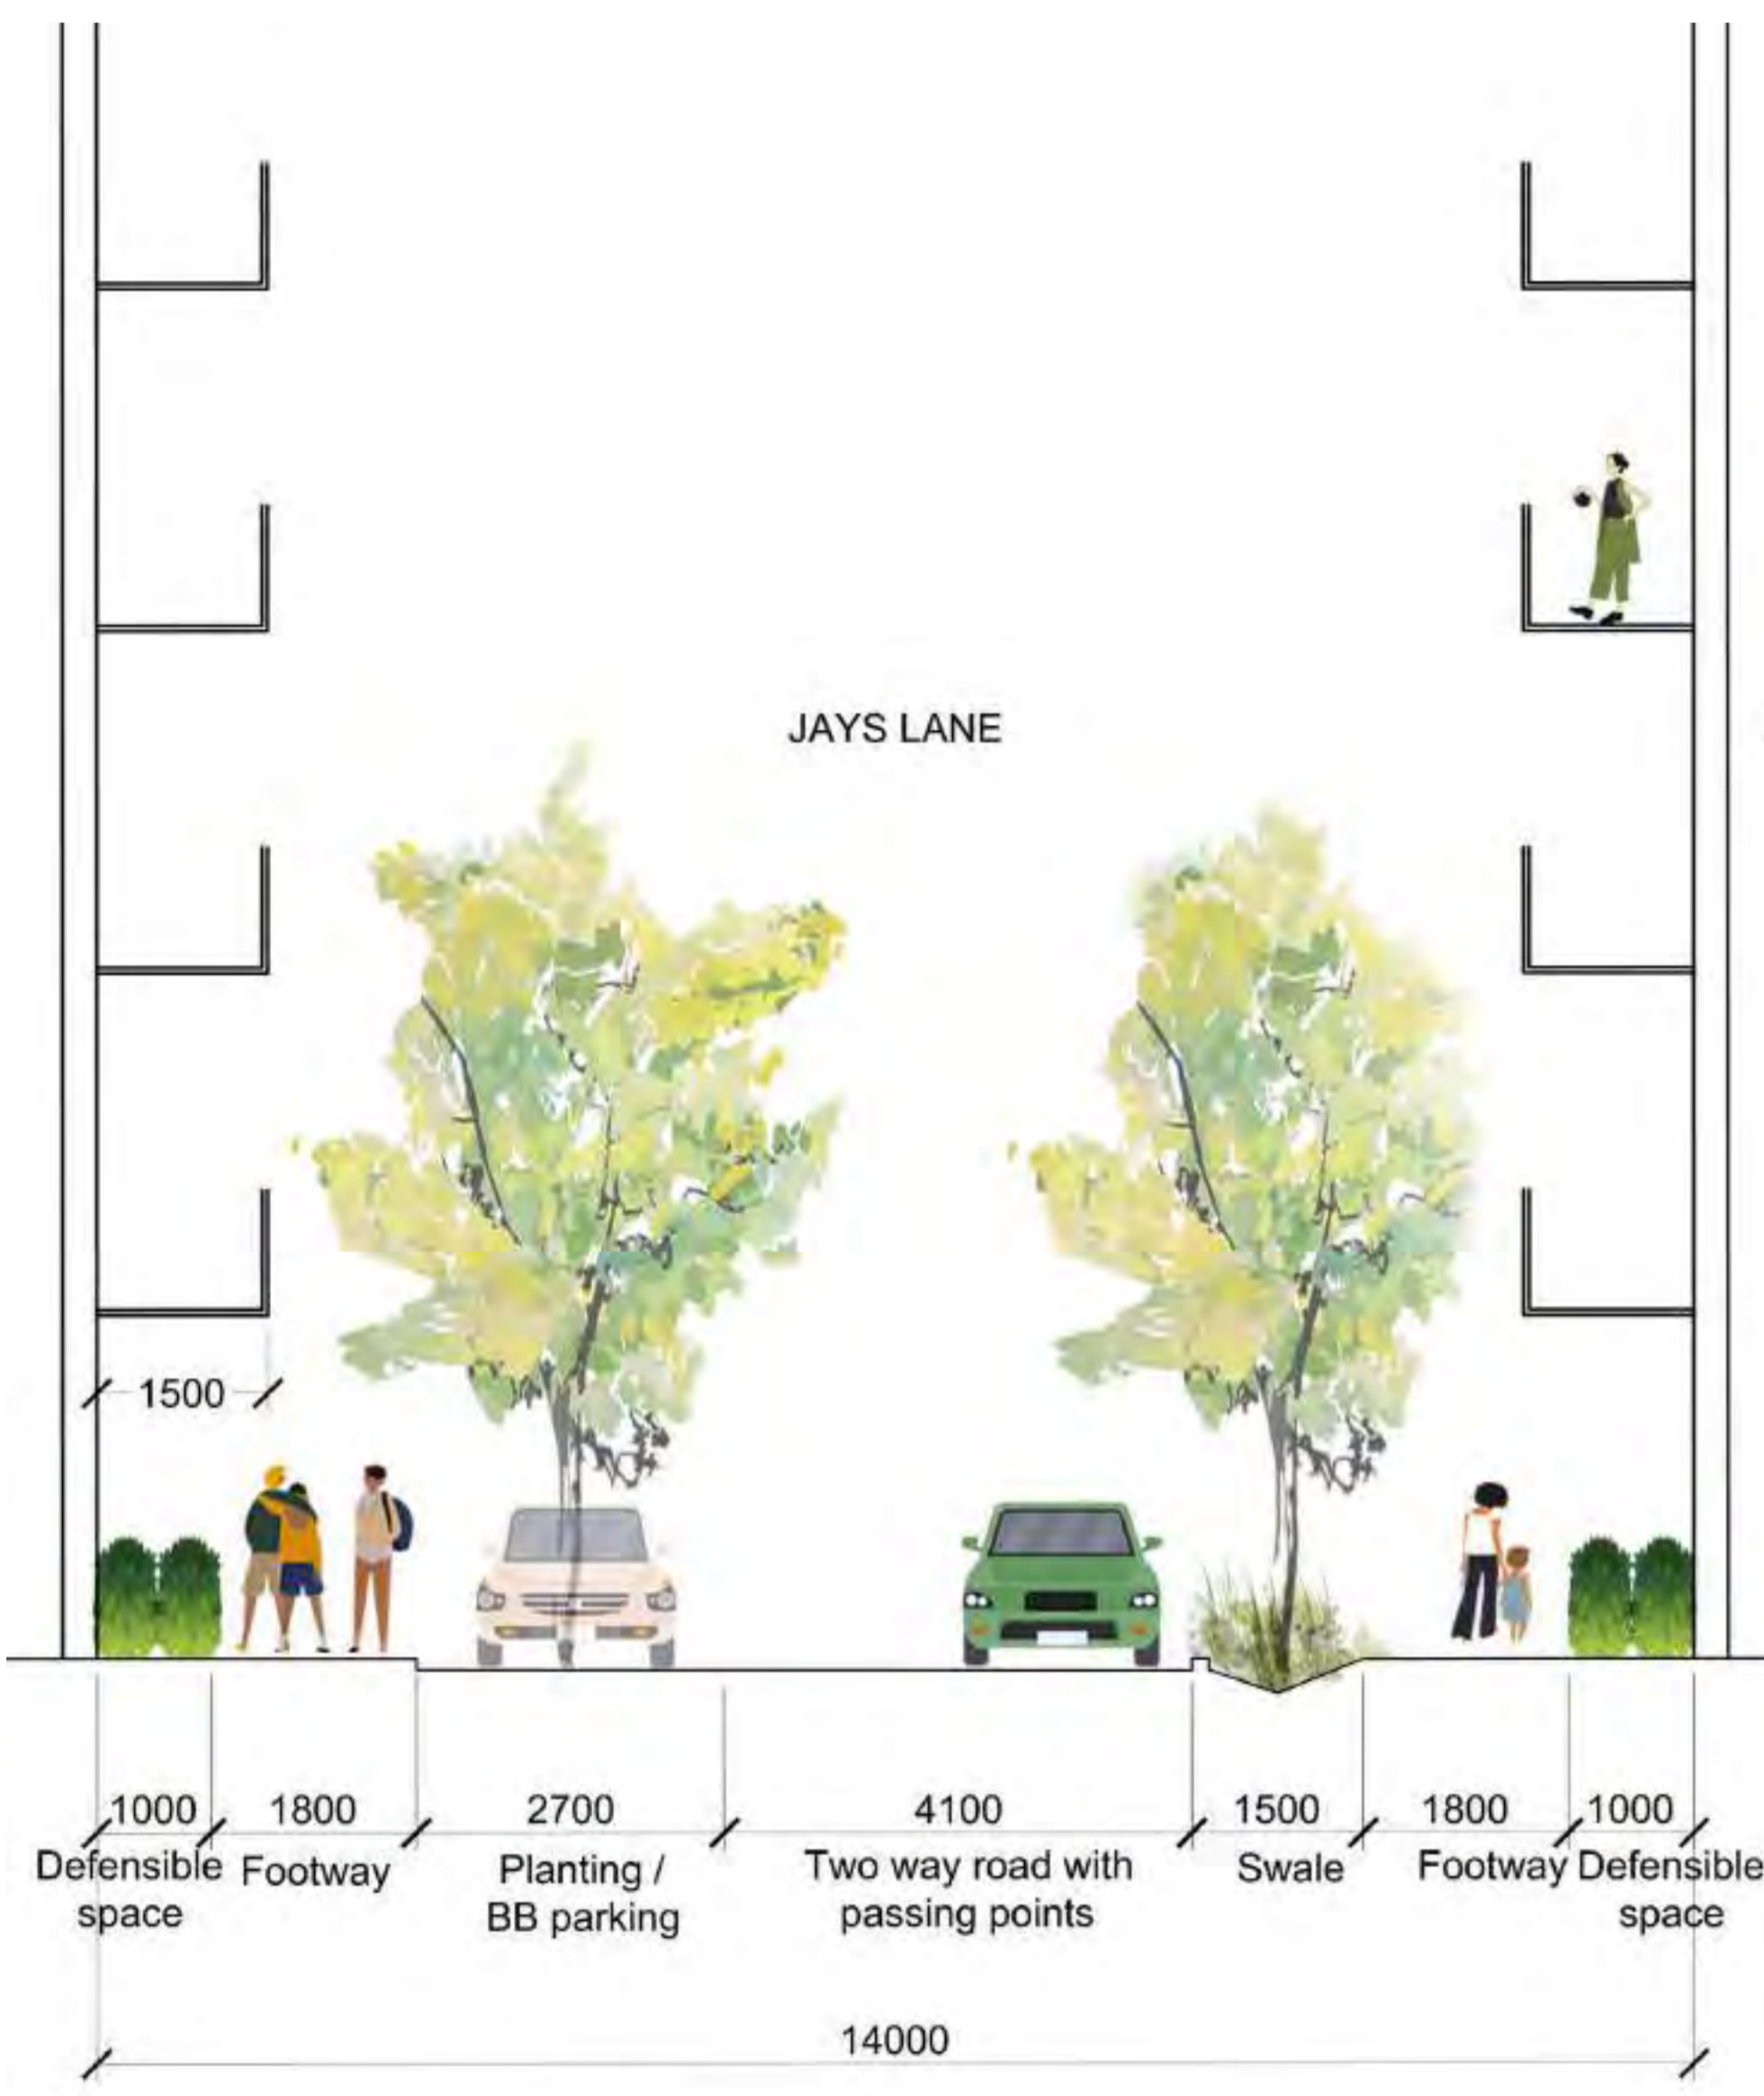 JAYS LANE
1500
1000 1800 2700 4100 1500 1800 1000
Defensible space
Footway
Planting /
BB parking
Two way road with
passing points
Swale
Footway
Defensible
space
14000